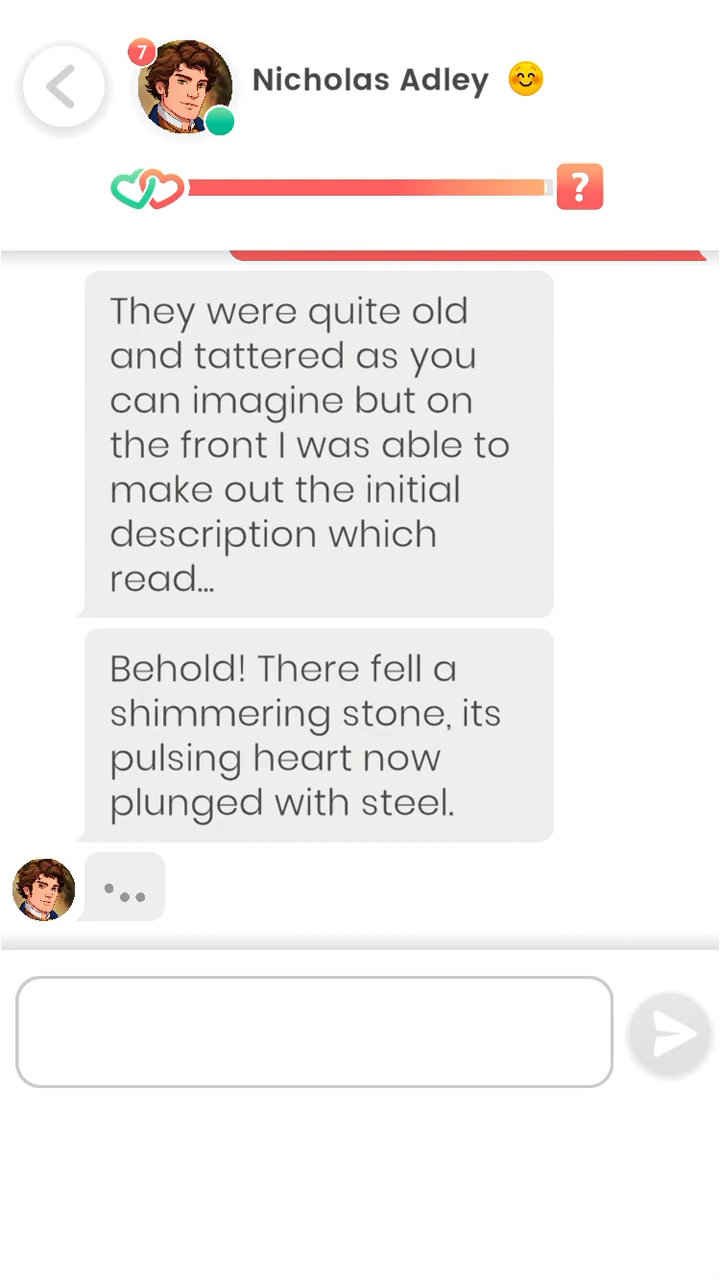 7
Nicholas Adley
?
They were quite old
and tattered as you
can imagine but on
the front I was able to
make out the initial
description which
read...
Behold! There fell a
shimmering stone, its
pulsing heart now
plunged with steel.